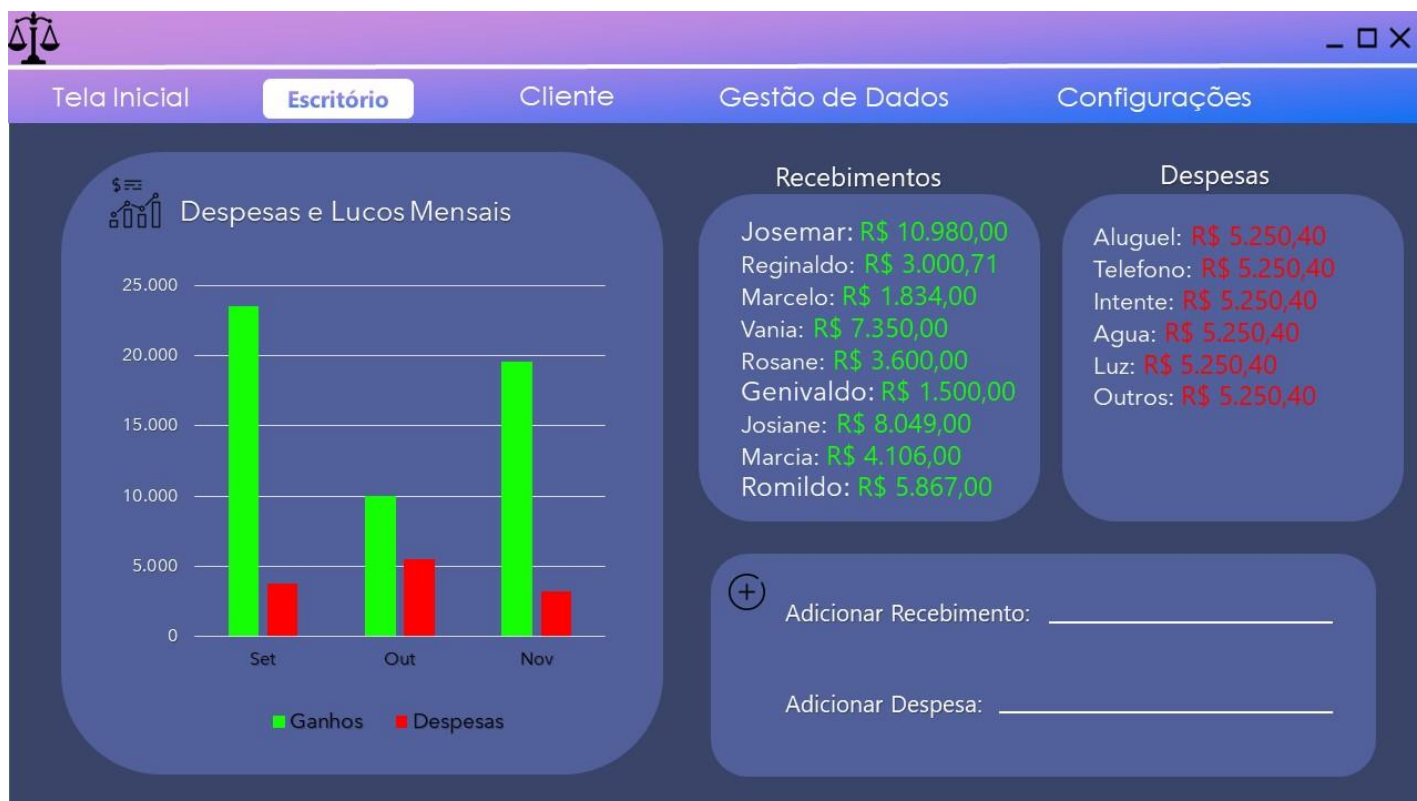 Tela Inicial
Escritório
Cliente
Gestão de Dados
Configurações
$
Despesas e Lucos Mensais
25.000
20.000
15.000
10.000
5.000
0
Set
Out
Nov
Ganhos
Despesas
Recebimentos
Josemar: R$ 10.980,00
Reginaldo: R$ 3.000,71
Marcelo: R$ 1.834,00
Vania: R$ 7.350,00
Rosane: R$ 3.600,00
Genivaldo: R$ 1.500,00
Josiane: R$ 8.049,00
Marcia: R$ 4.106,00
Romildo: R$ 5.867,00
Despesas
Aluguel: R$ 5.250,40
Telefono: R$ 5.250,40
Intente: R$ 5.250,40
Agua: R$ 5.250,40
Luz: R$ 5.250,40
Outros: R$ 5.250,40
Adicionar Recebimento:
Adicionar Despesa: